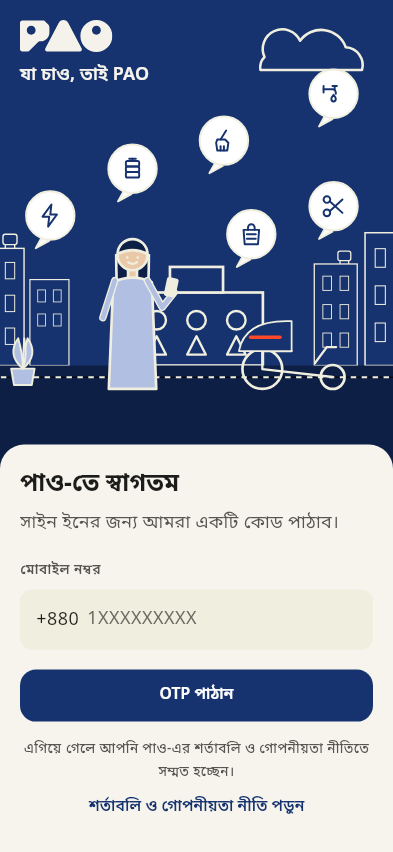 PAO
যা চাও, তাই PAO
পাও-তে স্বাগতম
সাইন ইনের জন্য আমরা একটি কোড পাঠাব।
মোবাইল নম্বর
+880 1XXXXXXXXX
OTP পাঠান
এগিয়ে গেলে আপনি পাও-এর শর্তাবলি ও গোপনীয়তা নীতিতে
সম্মত হচ্ছেন।
শর্তাবলি ও গোপনীয়তা নীতি পড়ুন